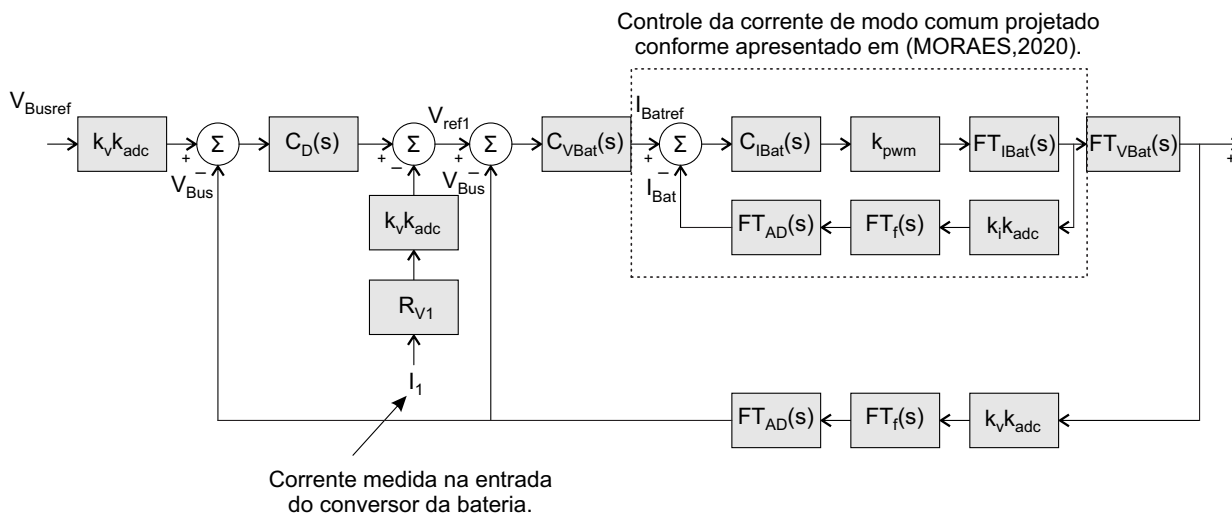 Controle da corrente de modo comum projetado
conforme apresentado em (MORAES,2020).
V_Busref
k_vk_adc
+
Σ
−
V_Bus
C_D(s)
+
Σ
−
V_ref1
+
Σ
−
V_Bus
C_VBat(s)
I_Batref
+
Σ
−
I_Bat
C_IBat(s)
k_pwm
FT_IBat(s)
FT_VBat(s)
+
k_vk_adc
FT_AD(s)
FT_f(s)
k_ik_adc
R_V1
I_1
FT_AD(s)
FT_f(s)
k_vk_adc
Corrente medida na entrada
do conversor da bateria.